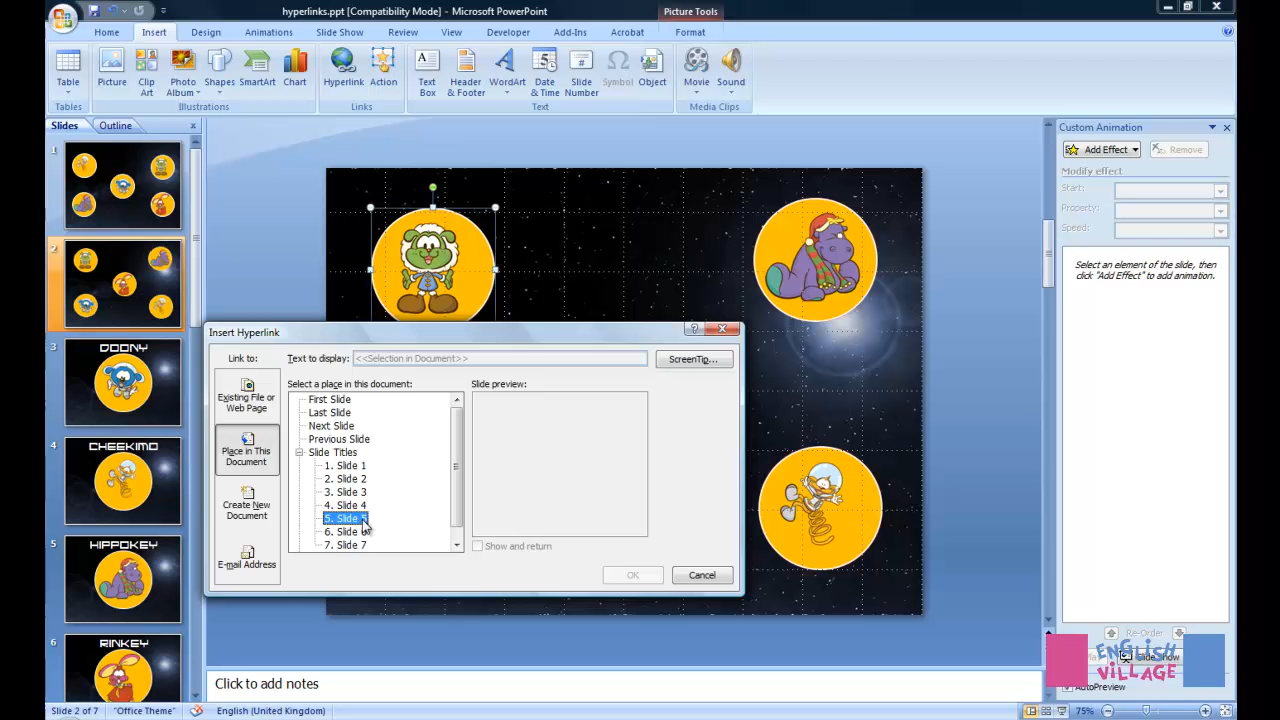 hyperlinks.ppt [Compatibility Mode] - Microsoft PowerPoint
Picture Tools
Home Insert Design Animations Slide Show Review View Developer Add-Ins Acrobat Format
Table Picture Clip Art Photo Album Shapes SmartArt Chart Hyperlink Action Text Box Header & Footer WordArt Date & Time Slide Number Symbol Object Movie Sound
Tables Illustrations Links Text Media Clips
Slides Outline
1
2
3
DOONY
4
CHEEKIMO
5
HIPPOKEY
6
RINKEY
Insert Hyperlink
Link to:
Text to display: <<Selection in Document>>
ScreenTip...
Existing File or Web Page
Place in This Document
Create New Document
E-mail Address
Select a place in this document:
First Slide
Last Slide
Next Slide
Previous Slide
Slide Titles
1. Slide 1
2. Slide 2
3. Slide 3
4. Slide 4
5. Slide 5
6. Slide 6
7. Slide 7
Slide preview:
Show and return
OK
Cancel
Custom Animation
Add Effect
Remove
Modify effect
Start:
Property:
Speed:
Select an element of the slide, then
click "Add Effect" to add animation.
Re-Order
Slide Show
AutoPreview
ENGLISH
VILLAGE
Click to add notes
Slide 2 of 7 "Office Theme" English (United Kingdom) 75%